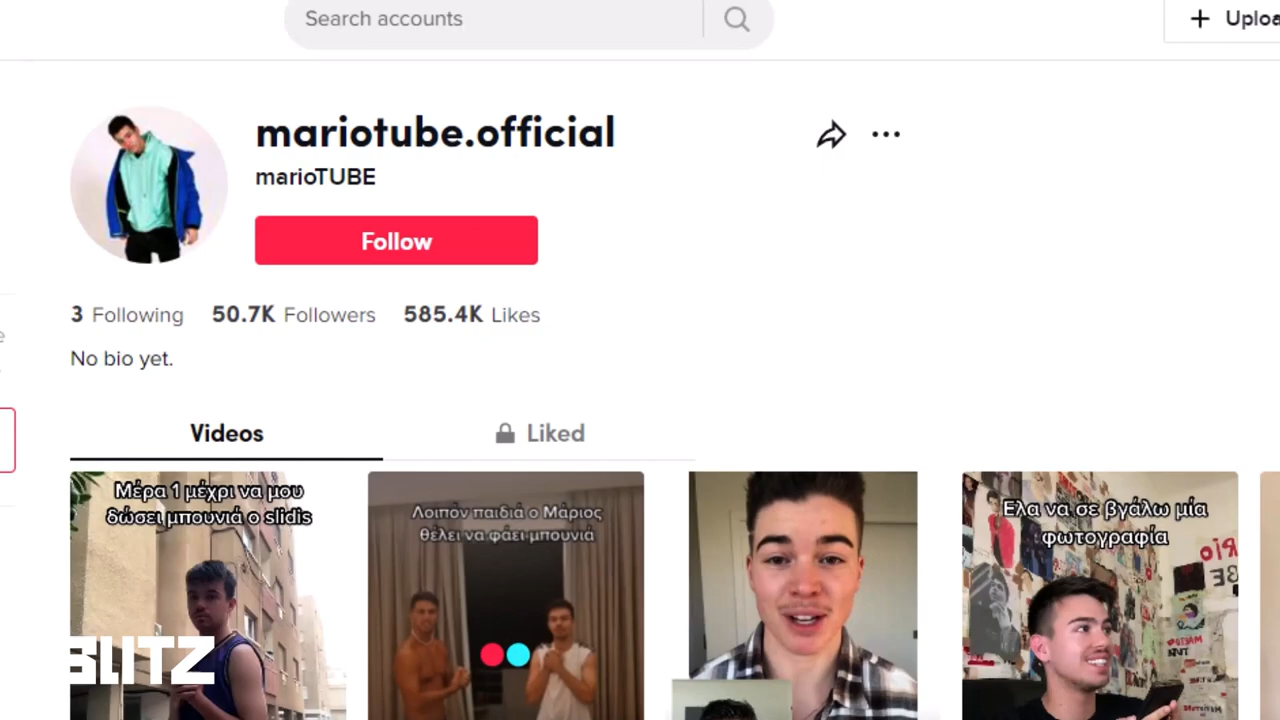 Search accounts
+ Uploa
mariotube.official
marioTUBE
Follow
3 Following 50.7K Followers 585.4K Likes
No bio yet.
Videos
Liked
Μέρα 1 μέχρι να μου
δώσει μπουνιά ο slidis
Λοιπόν παιδιά ο Μάριος
θέλει να φάει μπουνιά
Ελα να σε βγάλω μία
φωτογραφία
BLITZ